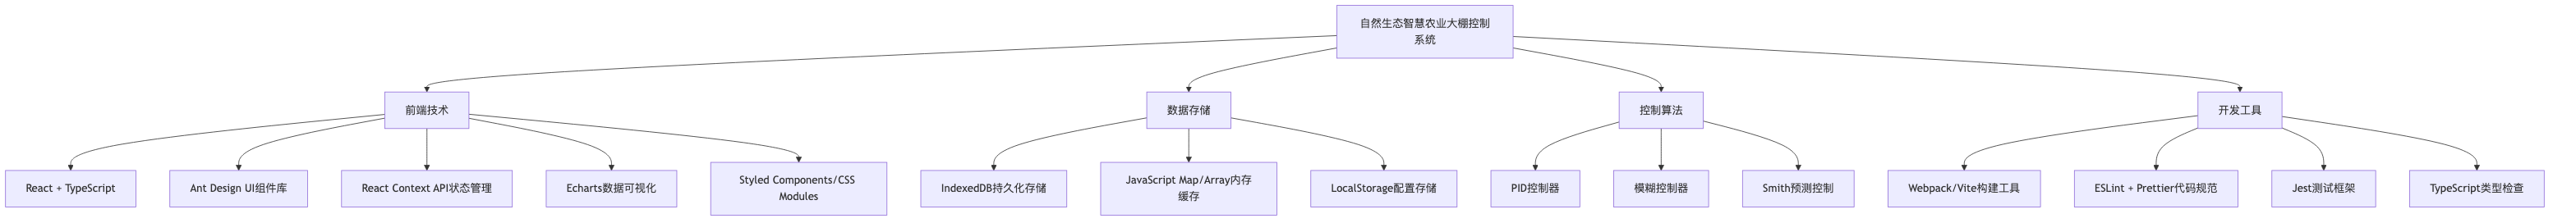 自然生态智慧农业大棚控制
系统
前端技术
数据存储
控制算法
开发工具
React + TypeScript
Ant Design UI组件库
React Context API状态管理
Echarts数据可视化
Styled Components/CSS
Modules
IndexedDB持久化存储
JavaScript Map/Array内存
缓存
LocalStorage配置存储
PID控制器
模糊控制器
Smith预测控制
Webpack/Vite构建工具
ESLint + Prettier代码规范
Jest测试框架
TypeScript类型检查